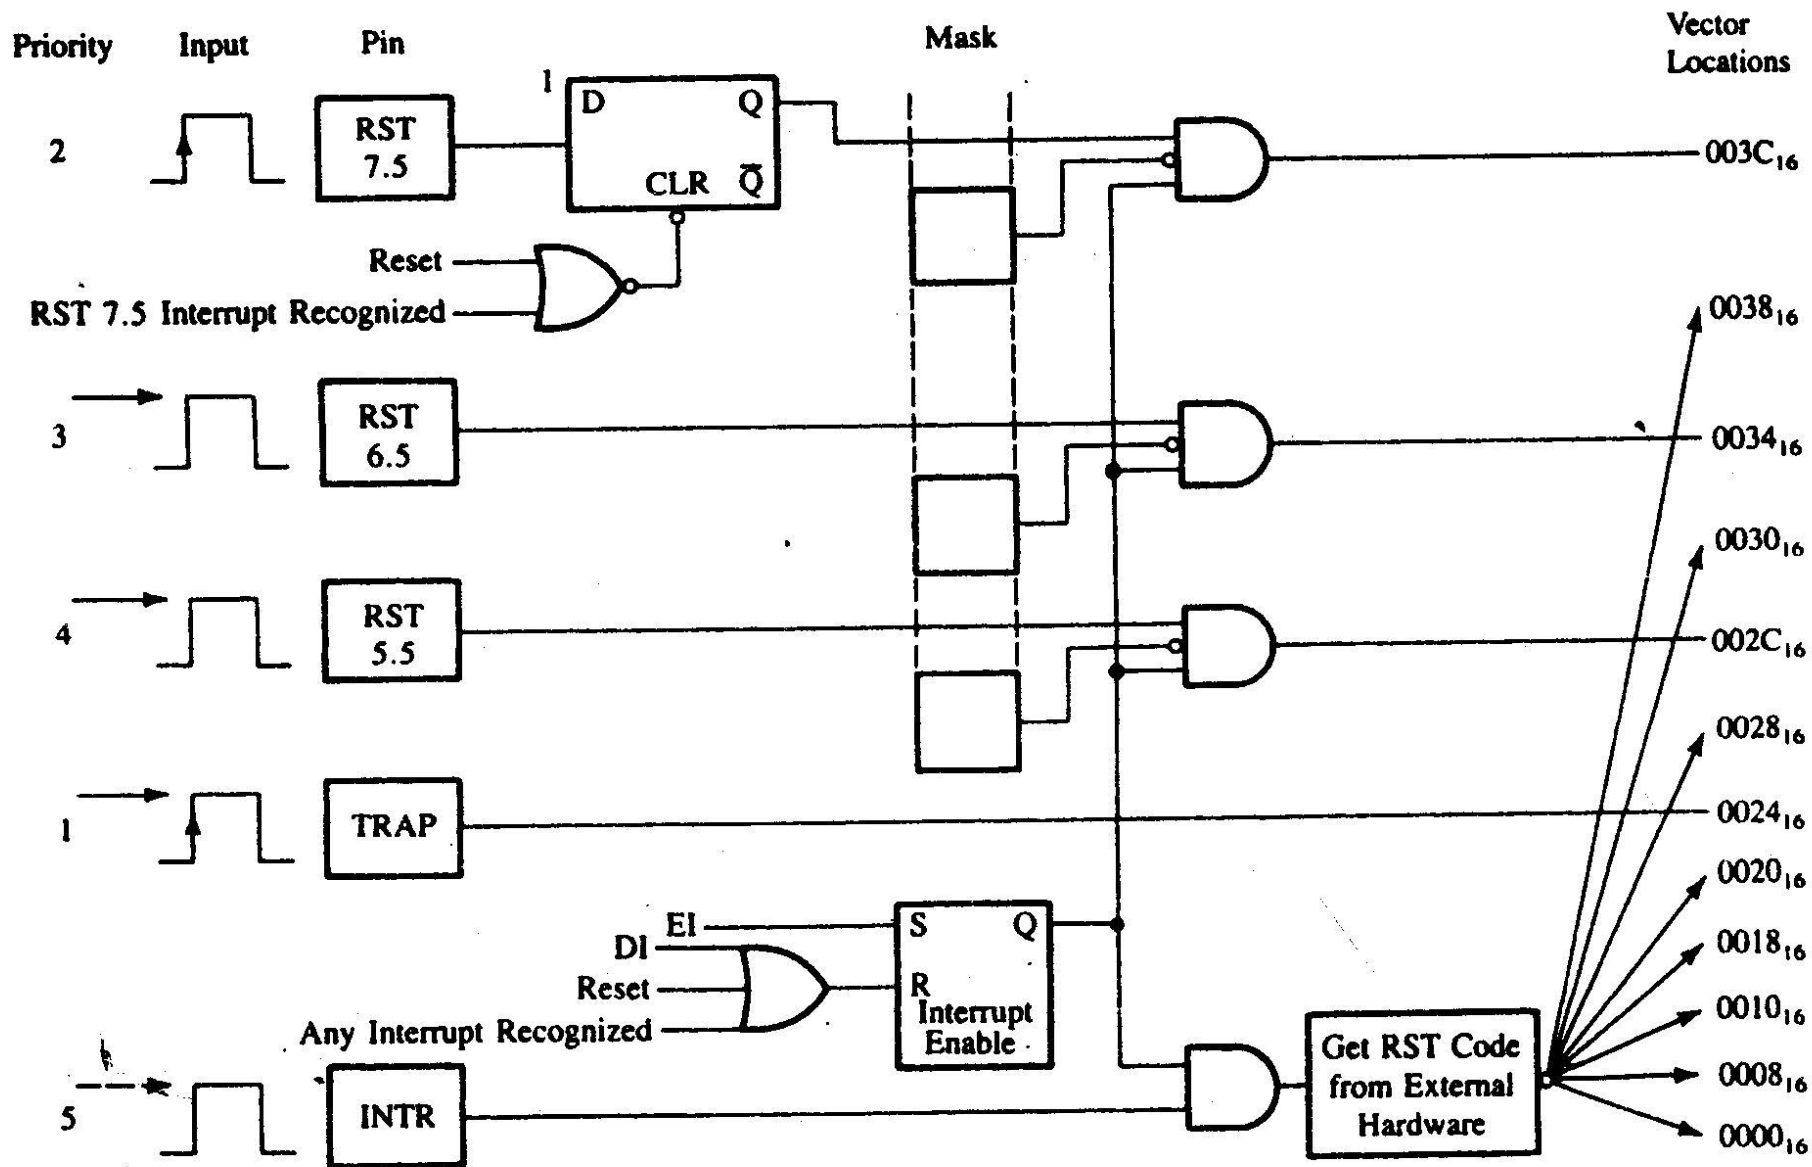 Priority Input Pin Mask Vector
Locations
2
RST
7.5
1
D Q
CLR Q̅
003C₁₆
Reset
RST 7.5 Interrupt Recognized
0038₁₆
3
RST
6.5
0034₁₆
0030₁₆
4
RST
5.5
002C₁₆
0028₁₆
1
TRAP
0024₁₆
0020₁₆
EI
DI
Reset
Any Interrupt Recognized
S Q
R
Interrupt
Enable
0018₁₆
0010₁₆
5
INTR
Get RST Code
from External
Hardware
0008₁₆
0000₁₆